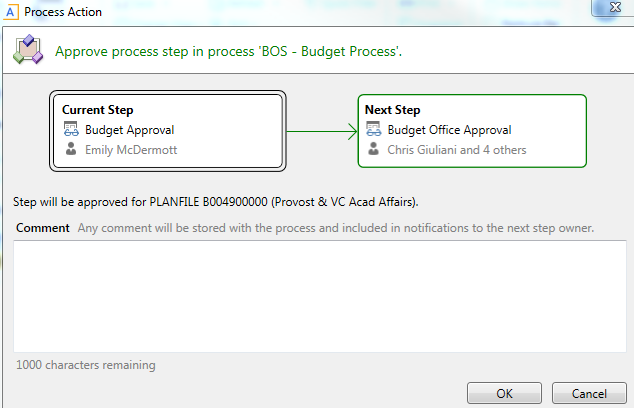 A Process Action
Approve process step in process 'BOS - Budget Process'.
Current Step
Budget Approval
Emily McDermott
Next Step
Budget Office Approval
Chris Giuliani and 4 others
Step will be approved for PLANFILE B004900000 (Provost & VC Acad Affairs).
Comment Any comment will be stored with the process and included in notifications to the next step owner.
1000 characters remaining
OK Cancel